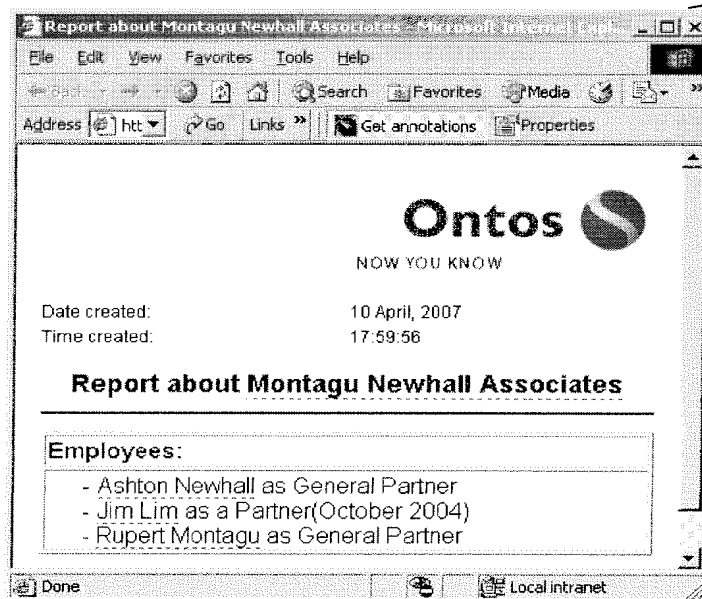 Report about Montagu Newhall Associates - Microsoft Internet Expl...
File Edit View Favorites Tools Help
Back Search Favorites Media »
Address htt Go Links » Get annotations Properties
Ontos
NOW YOU KNOW
Date created: 10 April, 2007
Time created: 17:59:56
Report about Montagu Newhall Associates
Employees:
- Ashton Newhall as General Partner
- Jim Lim as a Partner(October 2004)
- Rupert Montagu as General Partner
Done Local intranet